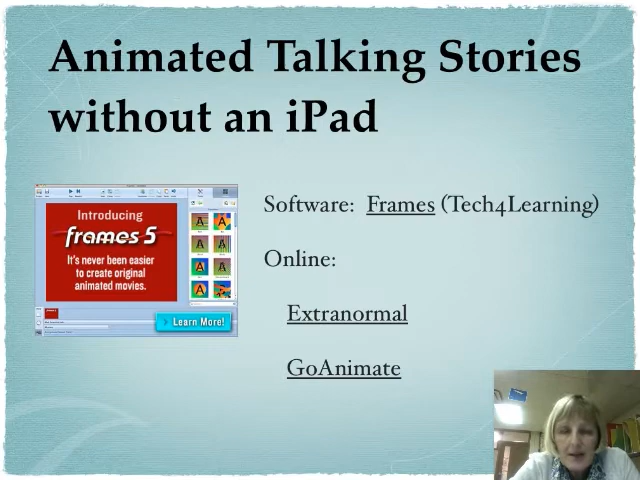 Animated Talking Stories
without an iPad
Introducing
frames 5
It's never been easier
to create original
animated movies.
Learn More!
Software: Frames (Tech4Learning)
Online:
Extranormal
GoAnimate